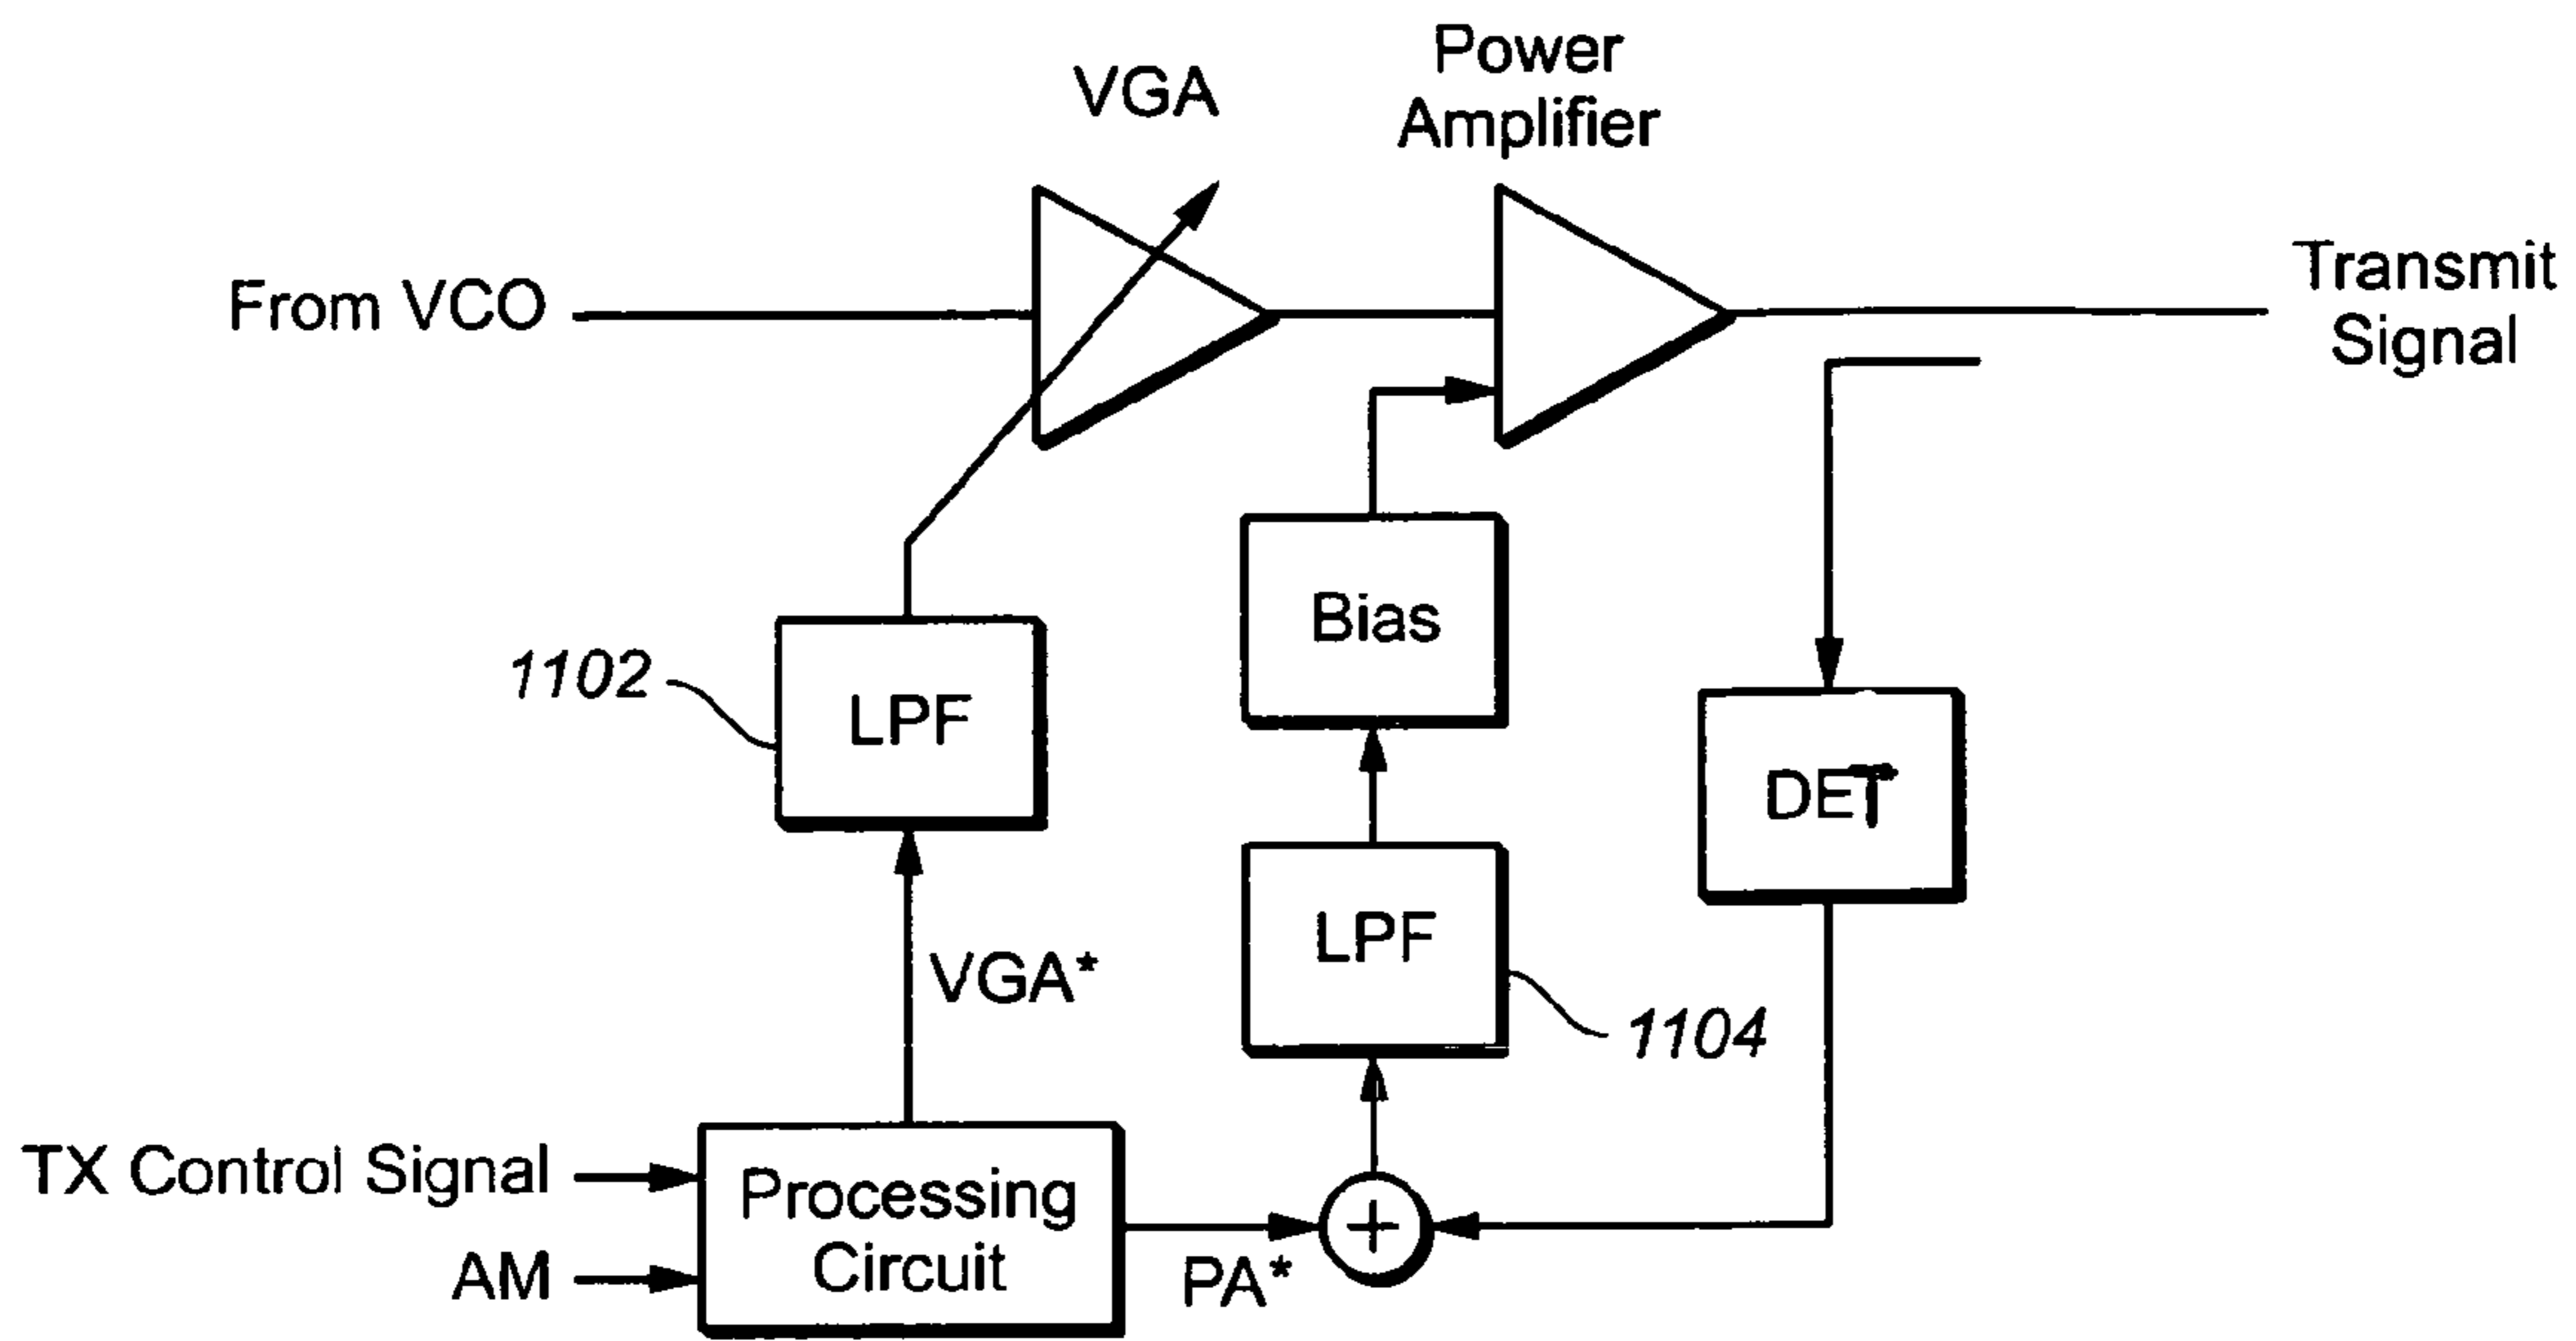 Power
Amplifier
VGA
From VCO
Transmit
Signal
Bias
1102
LPF
DET
LPF
VGA*
1104
TX Control Signal
Processing
Circuit
AM
PA*
+